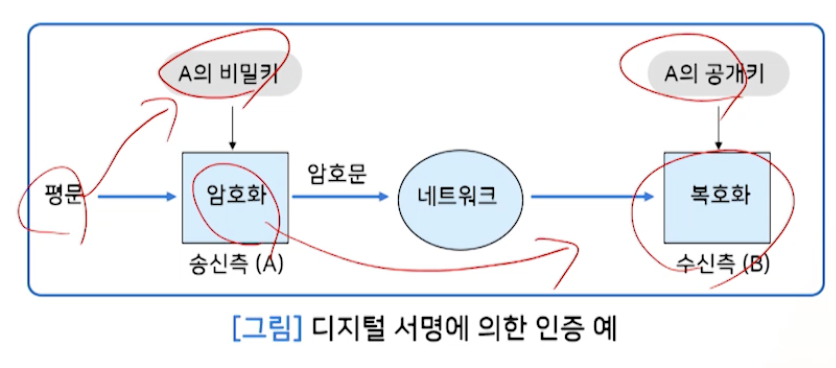 A의 비밀키
A의 공개키
평문
암호화
암호문
네트워크
복호화
송신측 (A)
수신측 (B)
[그림] 디지털 서명에 의한 인증 예